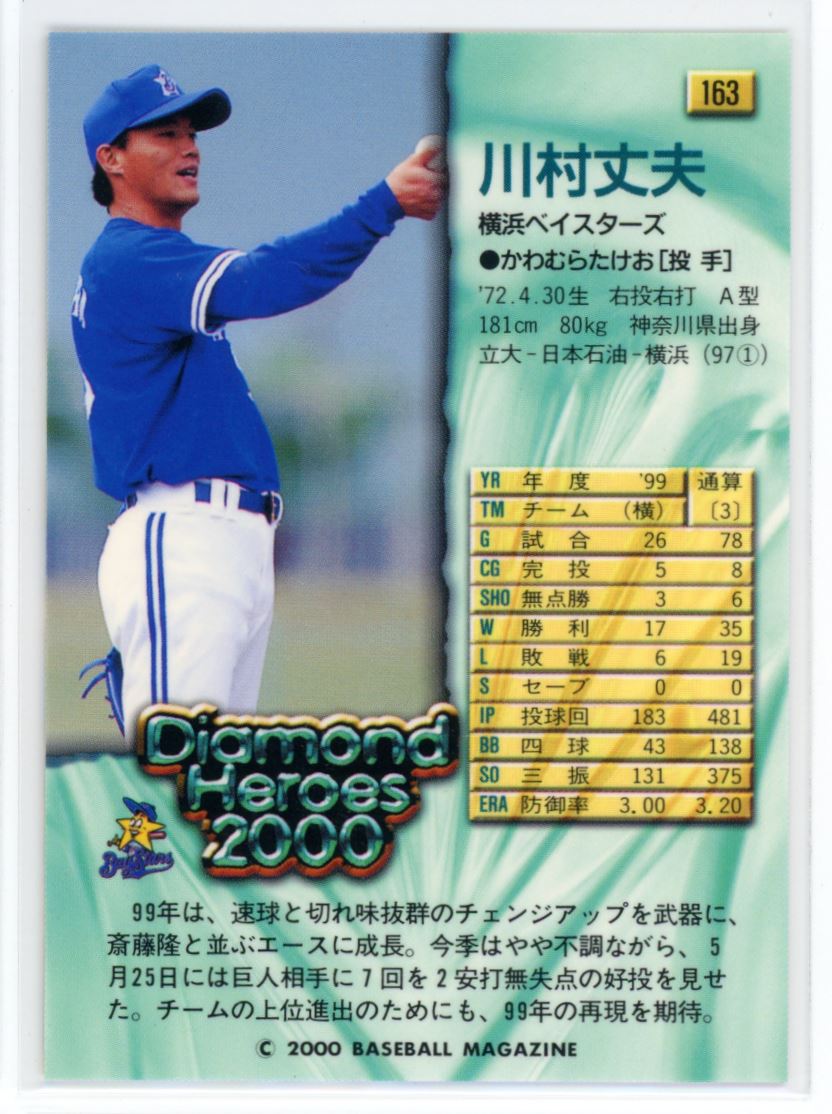 163
川村丈夫
横浜ベイスターズ
●かわむらたけお[投 手]
'72.4.30生 右投右打 A型
181cm 80kg 神奈川県出身
立大-日本石油-横浜 (97①)
YR 年 度 '99 通算
TM チーム (横) [3]
G 試 合 26 78
CG 完 投 5 8
SHO 無点勝 3 6
W 勝 利 17 35
L 敗 戦 6 19
S セーブ 0 0
IP 投球回 183 481
BB 四 球 43 138
SO 三 振 131 375
ERA 防御率 3.00 3.20
Diamond
Heroes
2000
BayStars
99年は、速球と切れ味抜群のチェンジアップを武器に、
斎藤隆と並ぶエースに成長。今季はやや不調ながら、5
月25日には巨人相手に7回を2安打無失点の好投を見せ
た。チームの上位進出のためにも、99年の再現を期待。
© 2000 BASEBALL MAGAZINE